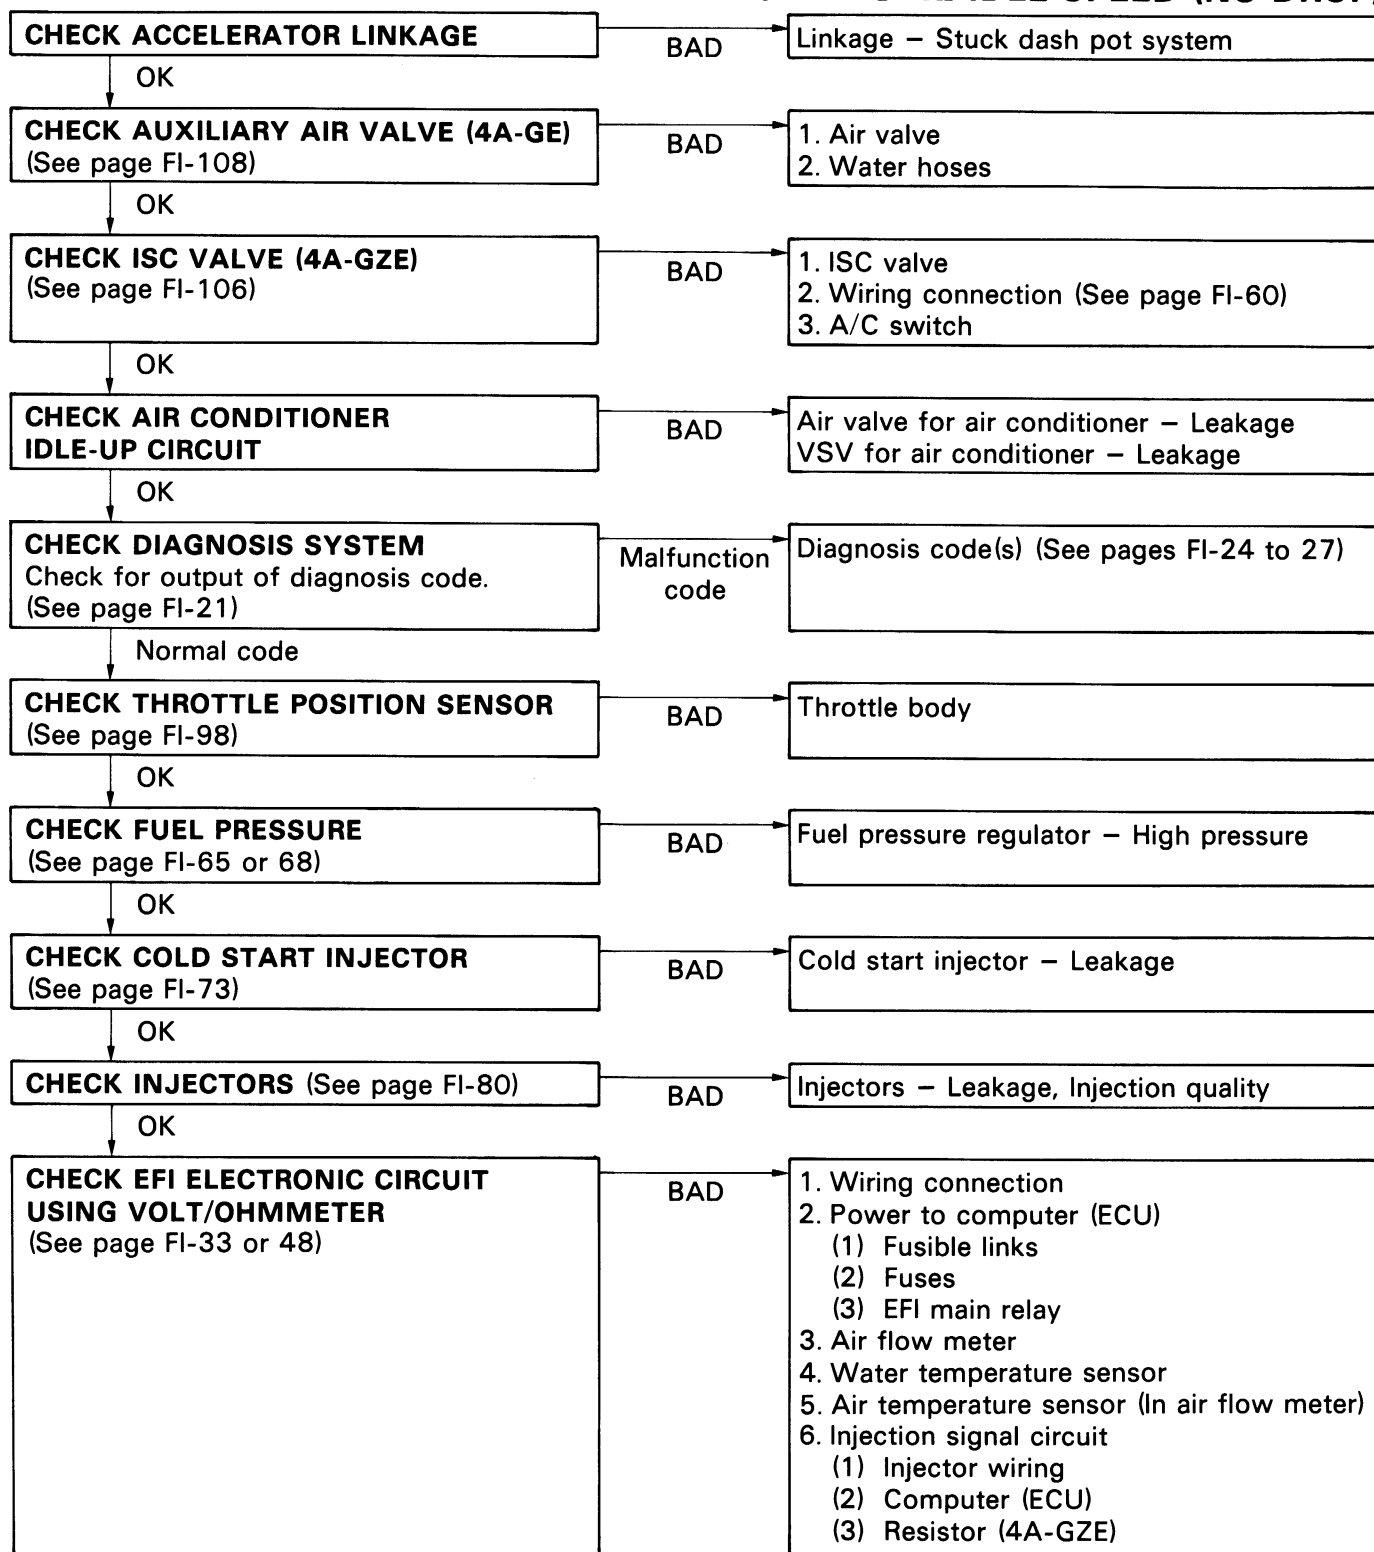 CHECK ACCELERATOR LINKAGE
BAD
Linkage – Stuck dash pot system
OK
CHECK AUXILIARY AIR VALVE (4A-GE)
(See page FI-108)
BAD
1. Air valve
2. Water hoses
OK
CHECK ISC VALVE (4A-GZE)
(See page FI-106)
BAD
1. ISC valve
2. Wiring connection (See page FI-60)
3. A/C switch
OK
CHECK AIR CONDITIONER
IDLE-UP CIRCUIT
BAD
Air valve for air conditioner – Leakage
VSV for air conditioner – Leakage
OK
CHECK DIAGNOSIS SYSTEM
Check for output of diagnosis code.
(See page FI-21)
Malfunction
code
Diagnosis code(s) (See pages FI-24 to 27)
Normal code
CHECK THROTTLE POSITION SENSOR
(See page FI-98)
BAD
Throttle body
OK
CHECK FUEL PRESSURE
(See page FI-65 or 68)
BAD
Fuel pressure regulator – High pressure
OK
CHECK COLD START INJECTOR
(See page FI-73)
BAD
Cold start injector – Leakage
OK
CHECK INJECTORS (See page FI-80)
BAD
Injectors – Leakage, Injection quality
OK
CHECK EFI ELECTRONIC CIRCUIT
USING VOLT/OHMMETER
(See page FI-33 or 48)
BAD
1. Wiring connection
2. Power to computer (ECU)
(1) Fusible links
(2) Fuses
(3) EFI main relay
3. Air flow meter
4. Water temperature sensor
5. Air temperature sensor (In air flow meter)
6. Injection signal circuit
(1) Injector wiring
(2) Computer (ECU)
(3) Resistor (4A-GZE)